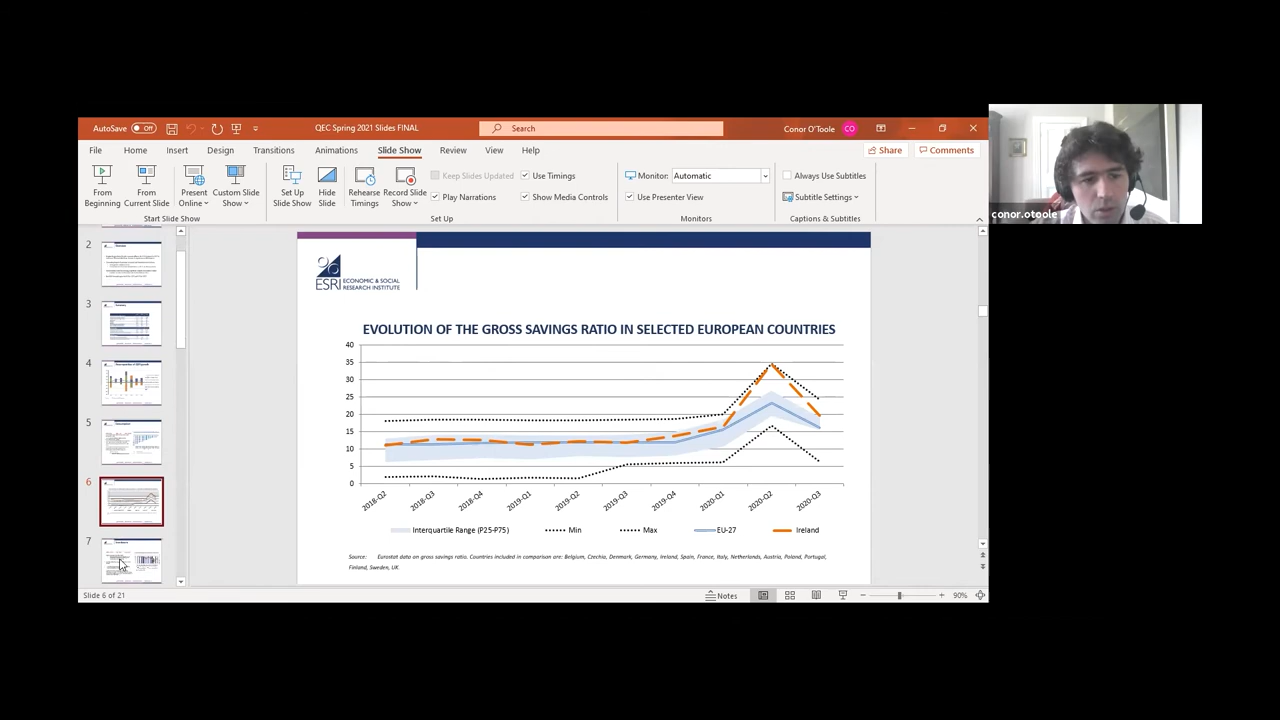 AutoSave Off
QEC Spring 2021 Slides FINAL
Search
Conor O'Toole CO
File Home Insert Design Transitions Animations Slide Show Review View Help
Share Comments
From Beginning
From Current Slide
Present Online
Custom Slide Show
Set Up Slide Show
Hide Slide
Rehearse Timings
Record Slide Show
Keep Slides Updated
Use Timings
Play Narrations
Show Media Controls
Monitor: Automatic
Use Presenter View
Always Use Subtitles
Subtitle Settings
Start Slide Show
Set Up
Monitors
Captions & Subtitles
conor.otoole
2
3
4
5
6
7
ESRI ECONOMIC & SOCIAL
RESEARCH INSTITUTE
EVOLUTION OF THE GROSS SAVINGS RATIO IN SELECTED EUROPEAN COUNTRIES
40
35
30
25
20
15
10
5
0
2018-Q2 2018-Q3 2018-Q4 2019-Q1 2019-Q2 2019-Q3 2019-Q4 2020-Q1 2020-Q2 2020-Q3
Interquartile Range (P25-P75) Min Max EU-27 Ireland
Source: Eurostat data on gross savings ratio. Countries included in comparison are: Belgium, Czechia, Denmark, Germany, Ireland, Spain, France, Italy, Netherlands, Austria, Poland, Portugal,
Finland, Sweden, UK
Slide 6 of 21
Notes
90%